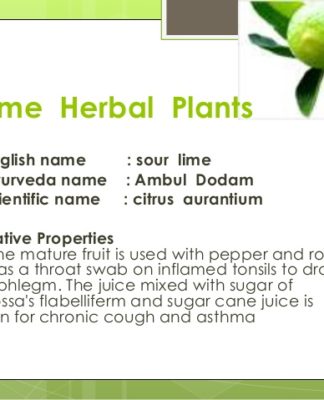 me Herbal Plants
glish name : sour lime
urveda name : Ambul Dodam
ientific name : citrus aurantium
ative Properties
ne mature fruit is used with pepper and ro
as a throat swab on inflamed tonsils to dra
phlegm. The juice mixed with sugar of
ossa's flabelliferm and sugar cane juice is
n for chronic cough and asthma